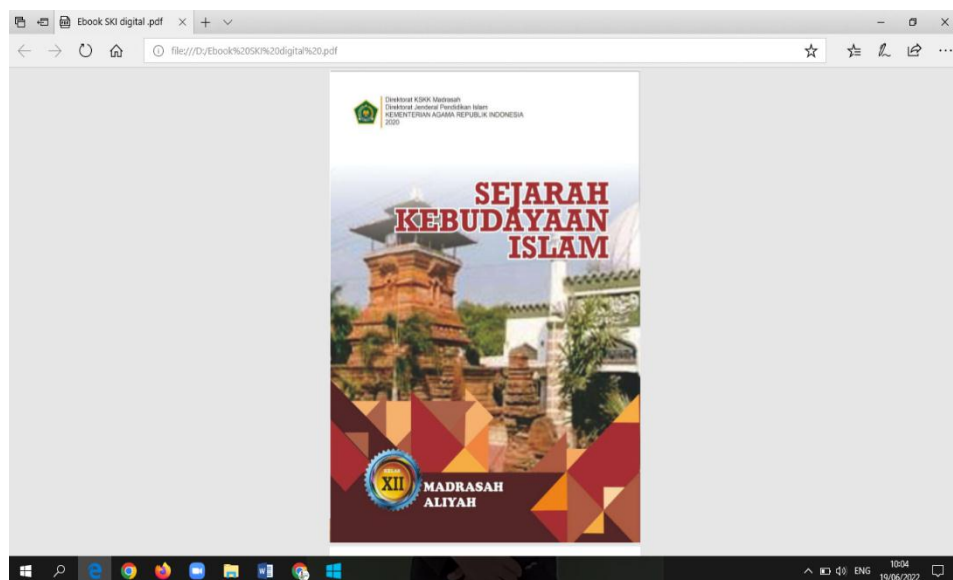 Ebook SKI digital .pdf
file:///D:/Ebook%20SKI%20digital%20.pdf
Direktorat KSKK Madrasah
Direktorat Jenderal Pendidikan Islam
KEMENTERIAN AGAMA REPUBLIK INDONESIA
2020
SEJARAH
KEBUDAYAAN
ISLAM
KELAS
XII
MADRASAH
ALIYAH
ENG
10:04
19/06/2022